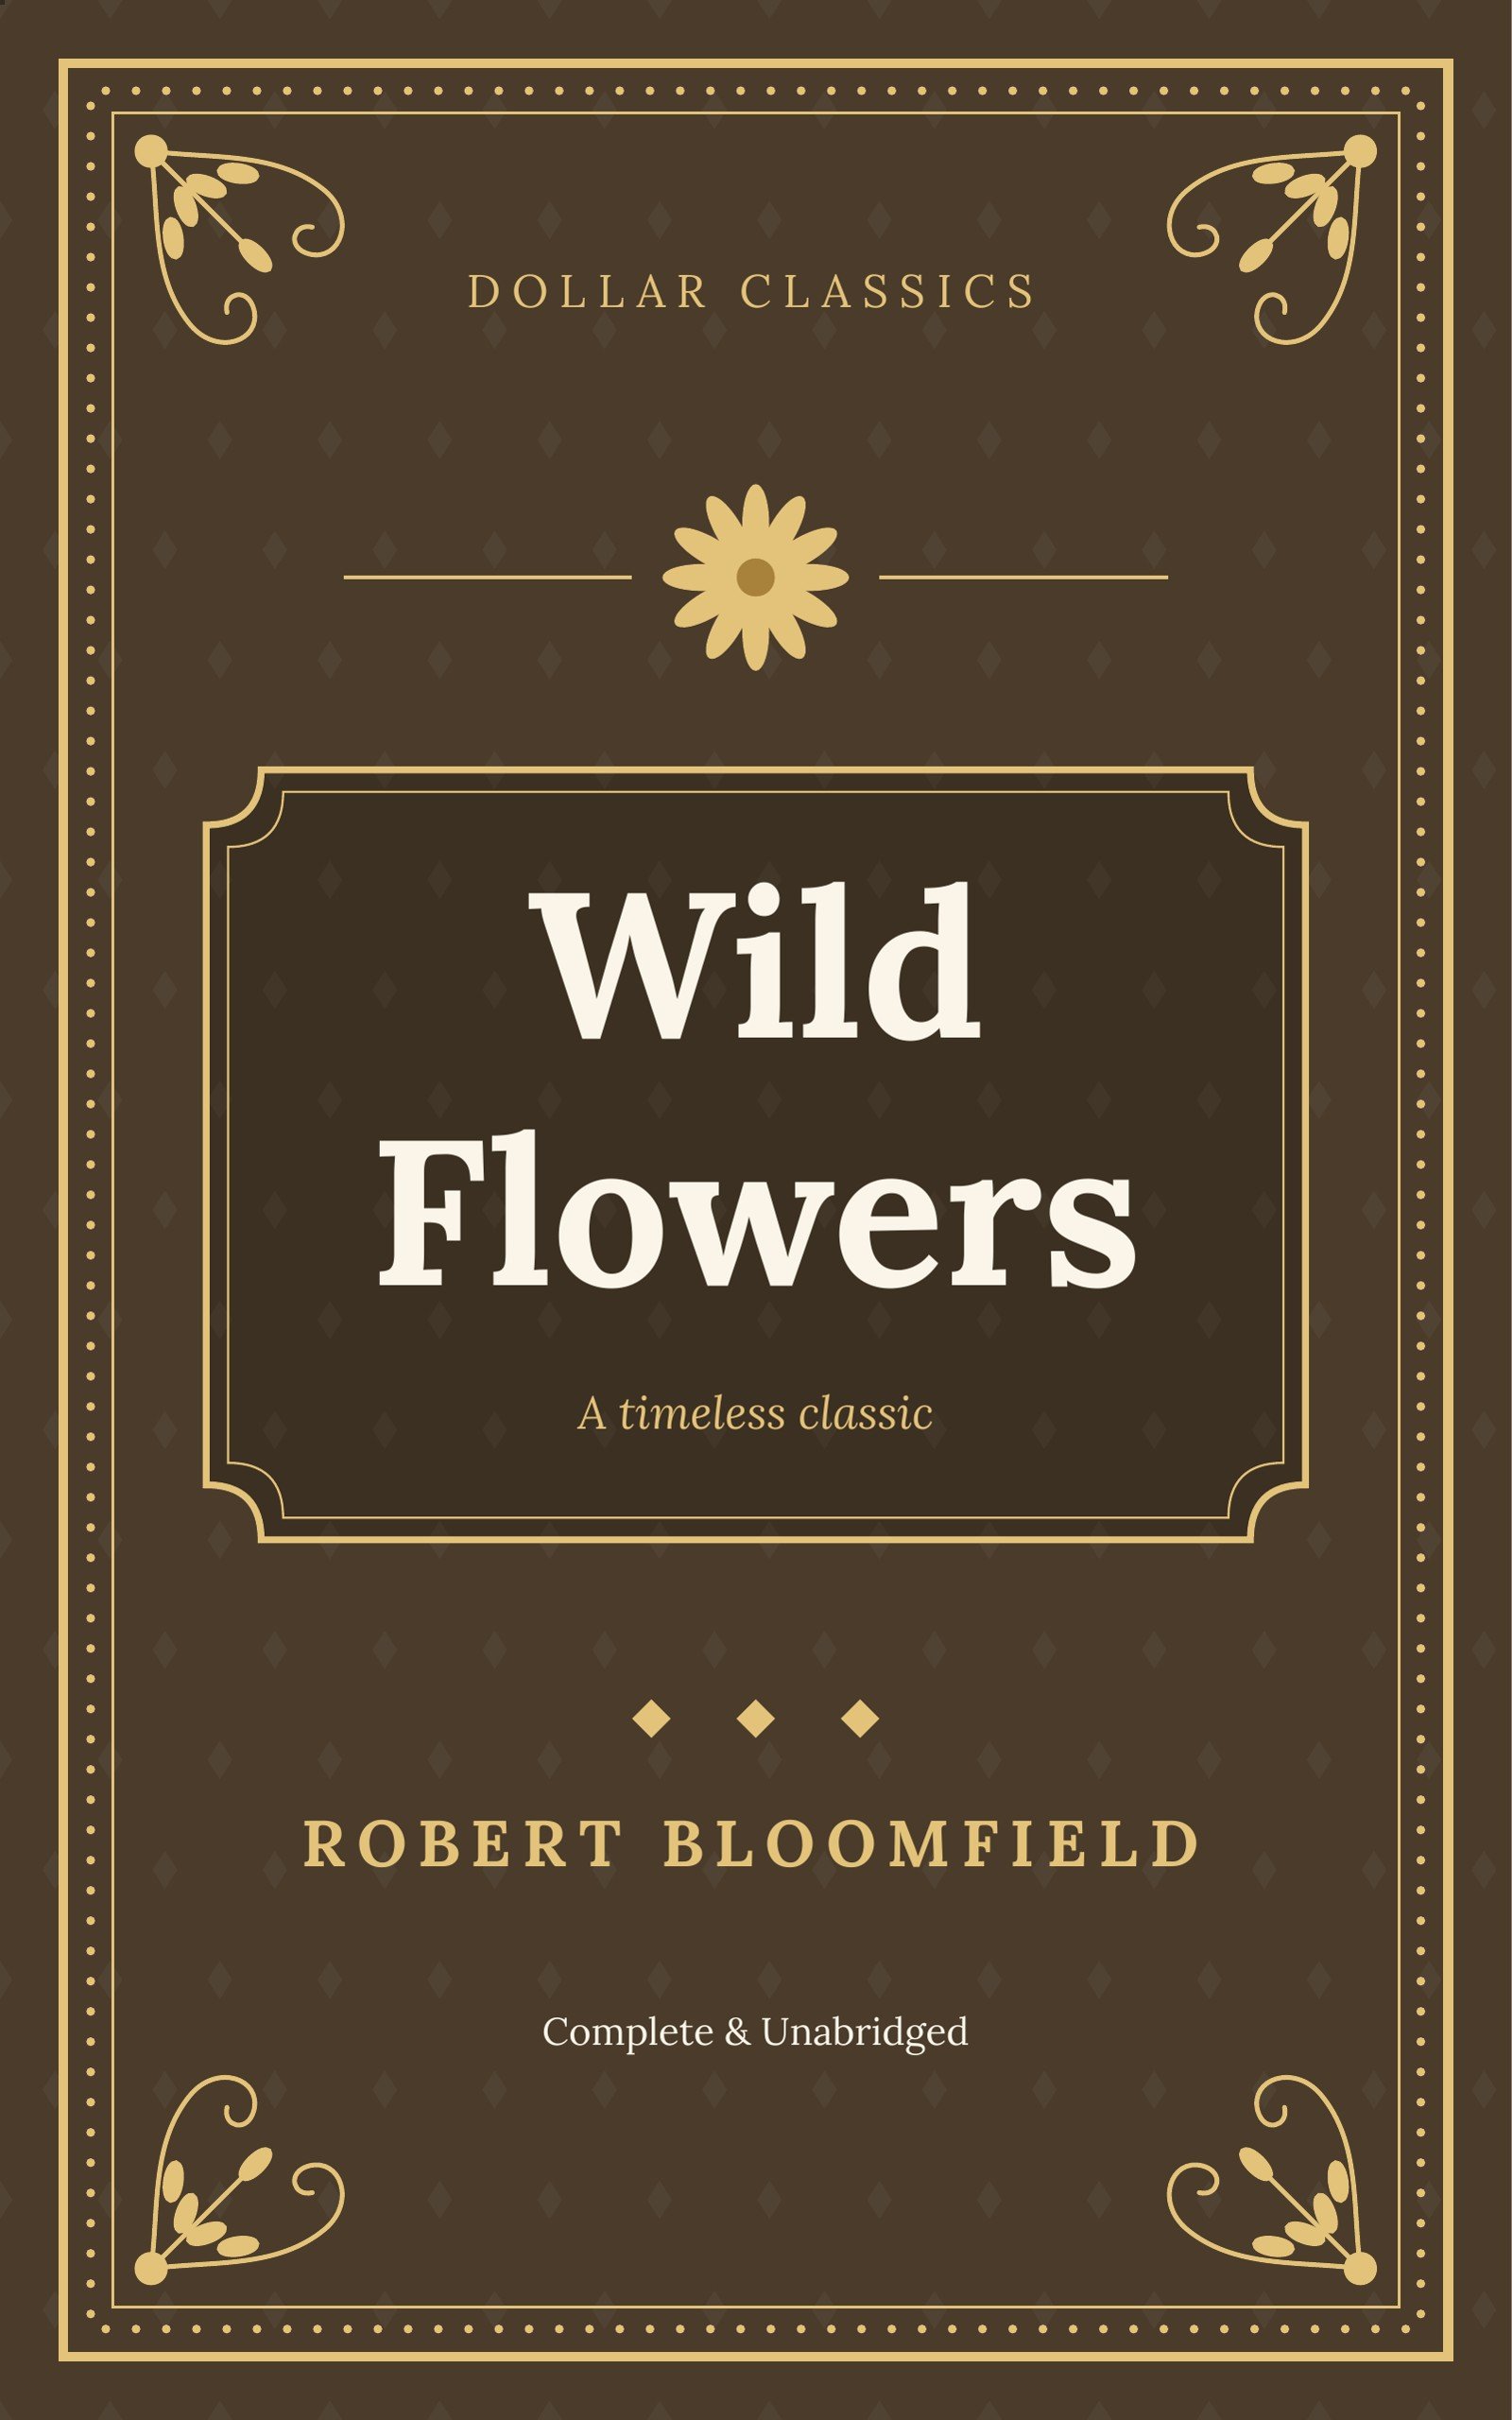 DOLLAR CLASSICS
Wild
Flowers
A timeless classic
ROBERT BLOOMFIELD
Complete & Unabridged